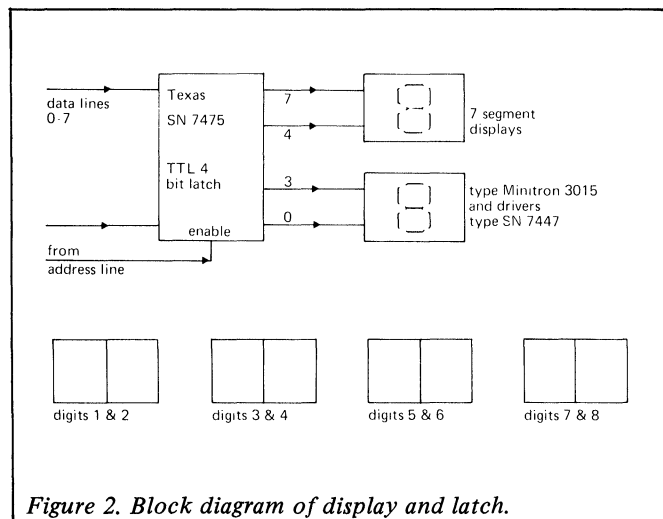 data lines
0-7
Texas
SN 7475
TTL 4
bit latch
enable
from
address line
7
4
3
0
7 segment
displays
type Minitron 3015
and drivers
type SN 7447
digits 1 & 2
digits 3 & 4
digits 5 & 6
digits 7 & 8
Figure 2. Block diagram of display and latch.